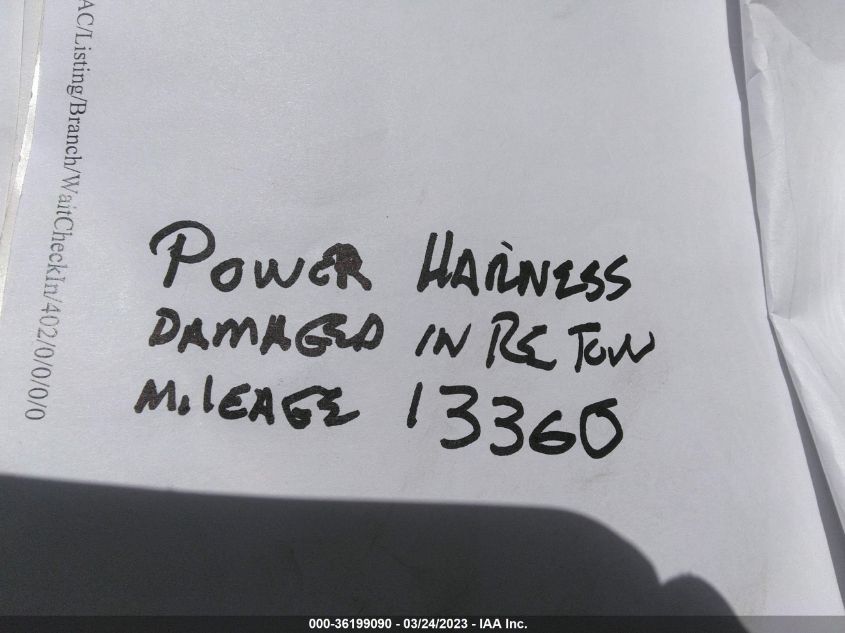 AC/Listing/Branch/WaitCheckIn/402/0/0/0/0
POWER HARNESS
DAMAGED IN RE TOW
MILEAGE 13360
000-36199090 - 03/24/2023 - IAA Inc.